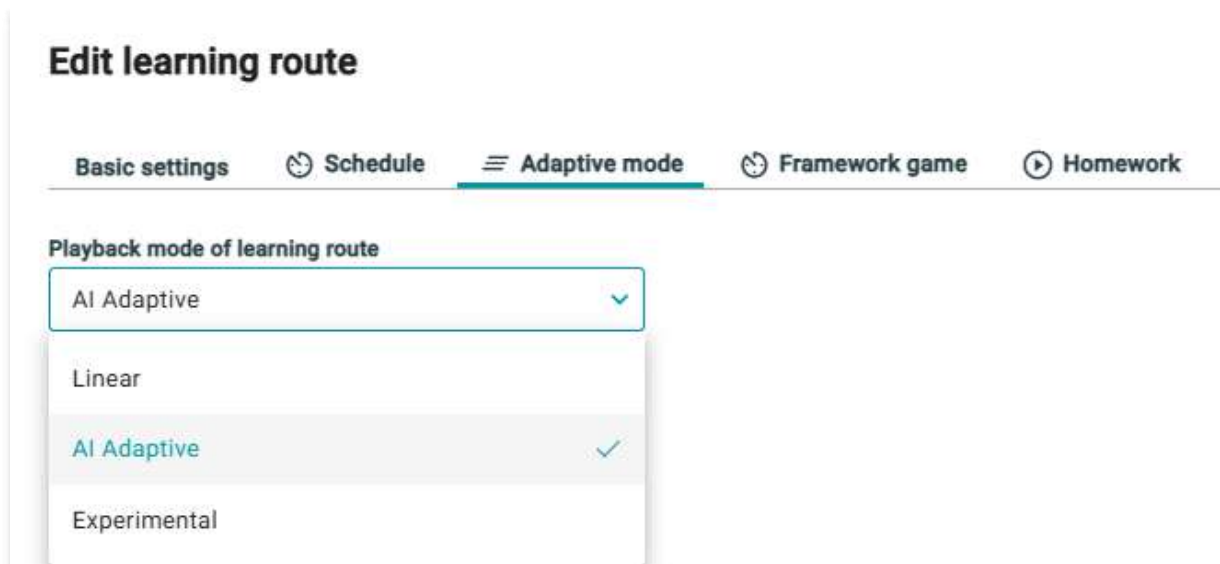 Edit learning route
Basic settings Schedule Adaptive mode Framework game Homework
Playback mode of learning route
AI Adaptive
Linear
AI Adaptive
Experimental